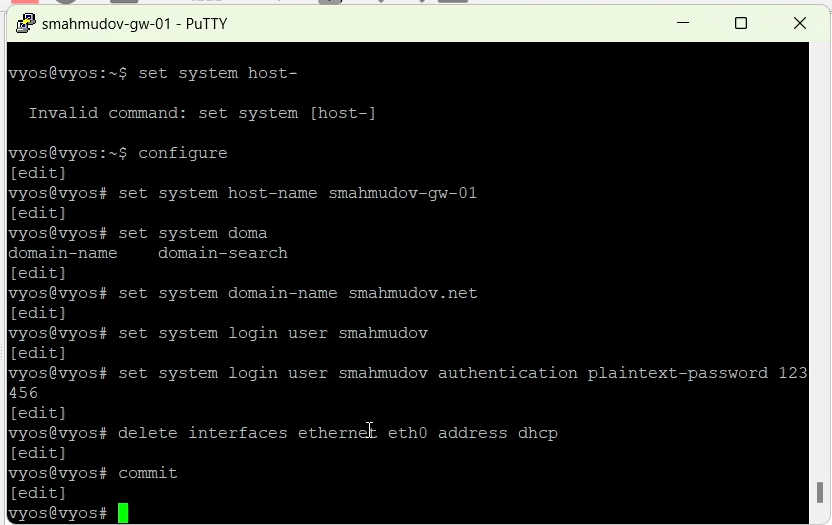 smahmudov-gw-01 - PuTTY
vyos@vyos:~$ set system host-
Invalid command: set system [host-]
vyos@vyos:~$ configure
[edit]
vyos@vyos# set system host-name smahmudov-gw-01
[edit]
vyos@vyos# set system doma
domain-name    domain-search
[edit]
vyos@vyos# set system domain-name smahmudov.net
[edit]
vyos@vyos# set system login user smahmudov
[edit]
vyos@vyos# set system login user smahmudov authentication plaintext-password 123
456
[edit]
vyos@vyos# delete interfaces ethernet eth0 address dhcp
[edit]
vyos@vyos# commit
[edit]
vyos@vyos#